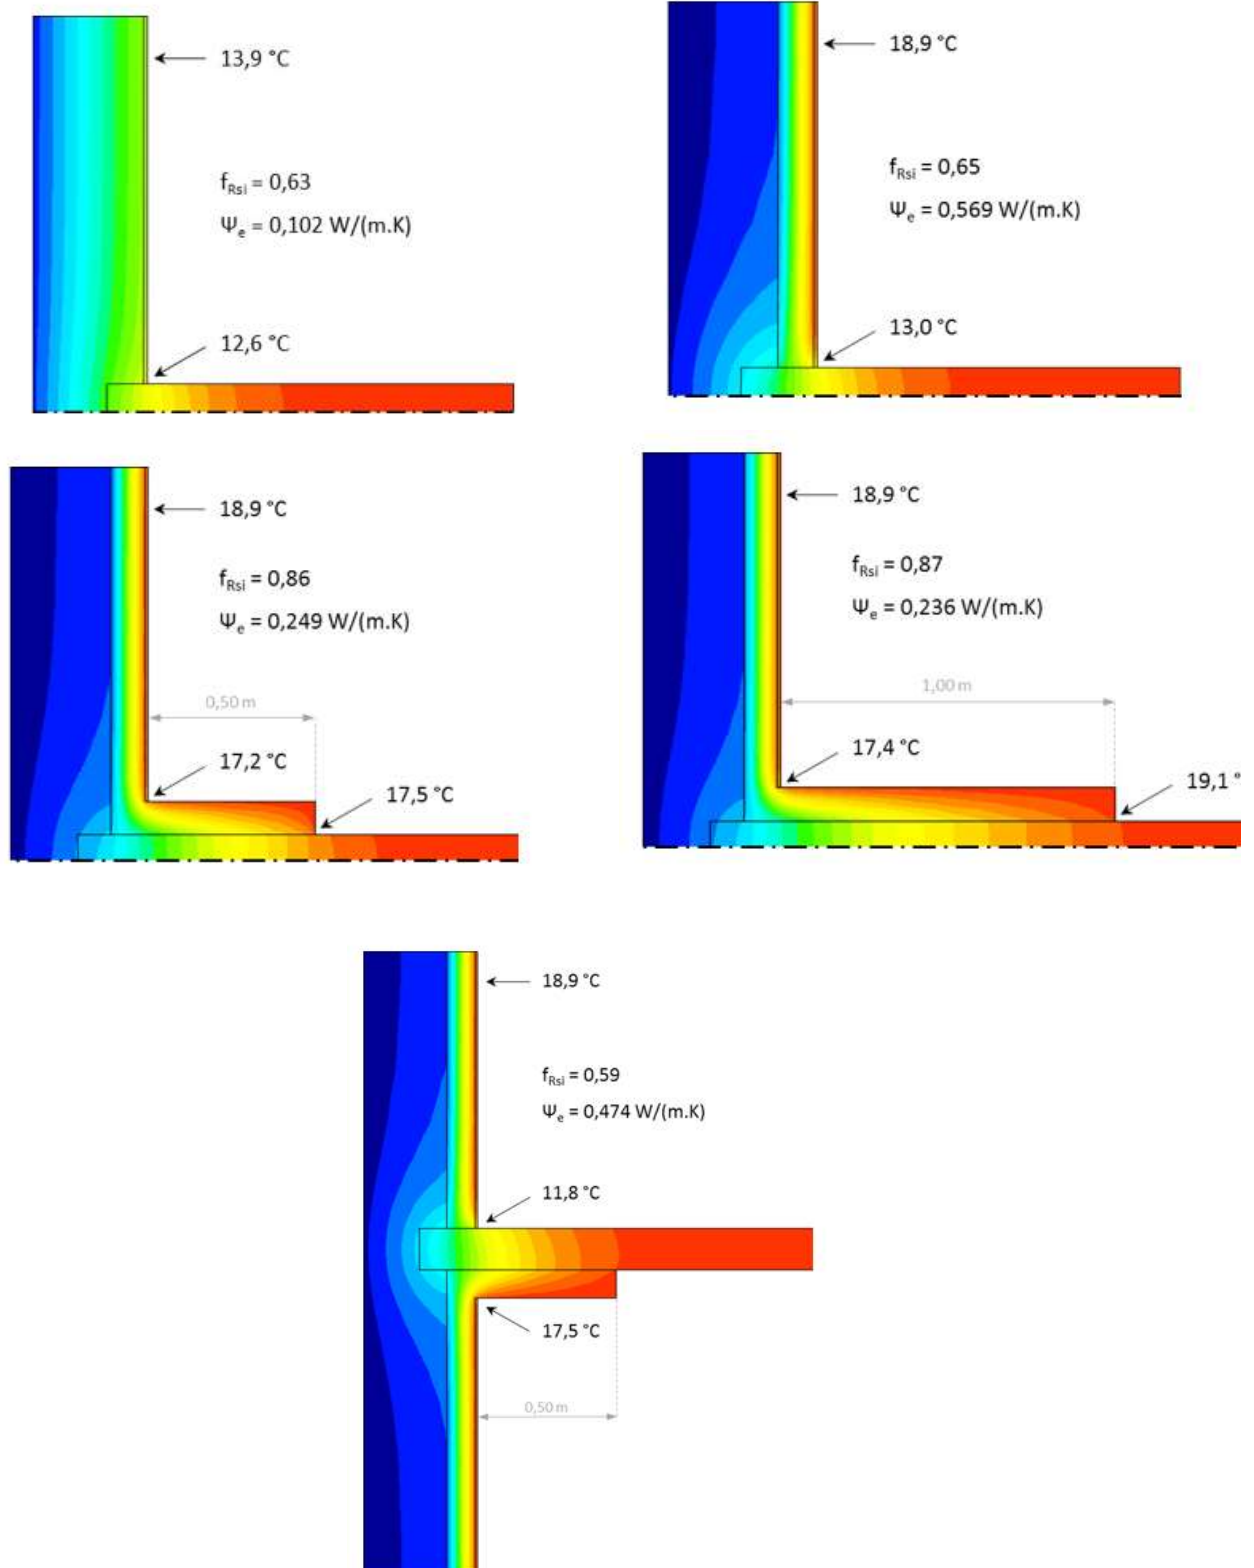 13,9 °C
fRsi = 0,63
Ψe = 0,102 W/(m.K)
12,6 °C
18,9 °C
fRsi = 0,65
Ψe = 0,569 W/(m.K)
13,0 °C
18,9 °C
fRsi = 0,86
Ψe = 0,249 W/(m.K)
0,50 m
17,2 °C
17,5 °C
18,9 °C
fRsi = 0,87
Ψe = 0,236 W/(m.K)
1,00 m
17,4 °C
19,1 °
18,9 °C
fRsi = 0,59
Ψe = 0,474 W/(m.K)
11,8 °C
17,5 °C
0,50 m